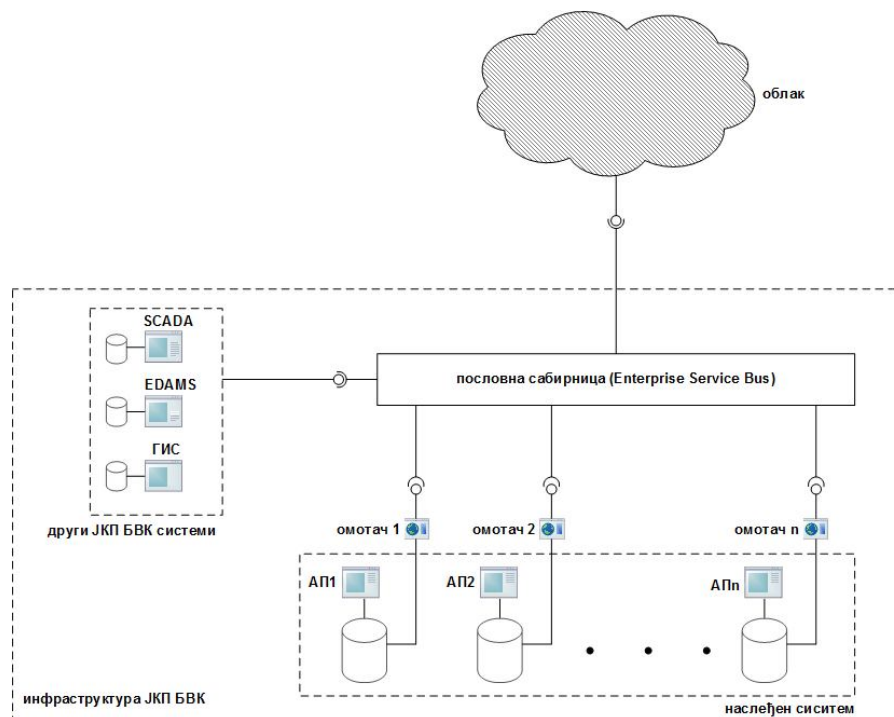 облак
SCADA
EDAMS
ГИС
други ЈКП БВК системи
пословна сабирница (Enterprise Service Bus)
омотач 1
омотач 2
омотач n
АП1
АП2
АПn
инфраструктура ЈКП БВК
наслеђен сиситем